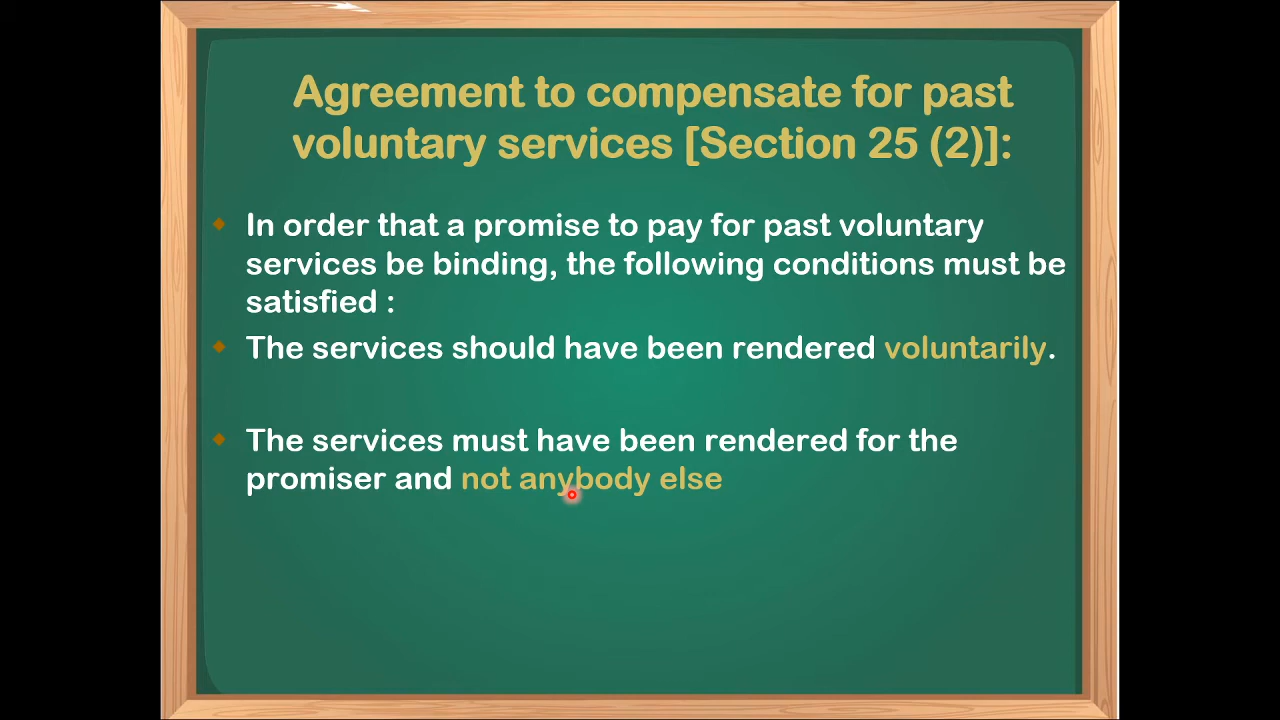 Agreement to compensate for past
voluntary services [Section 25 (2)]:
In order that a promise to pay for past voluntary
services be binding, the following conditions must be
satisfied :
The services should have been rendered voluntarily.
The services must have been rendered for the
promiser and not anybody else